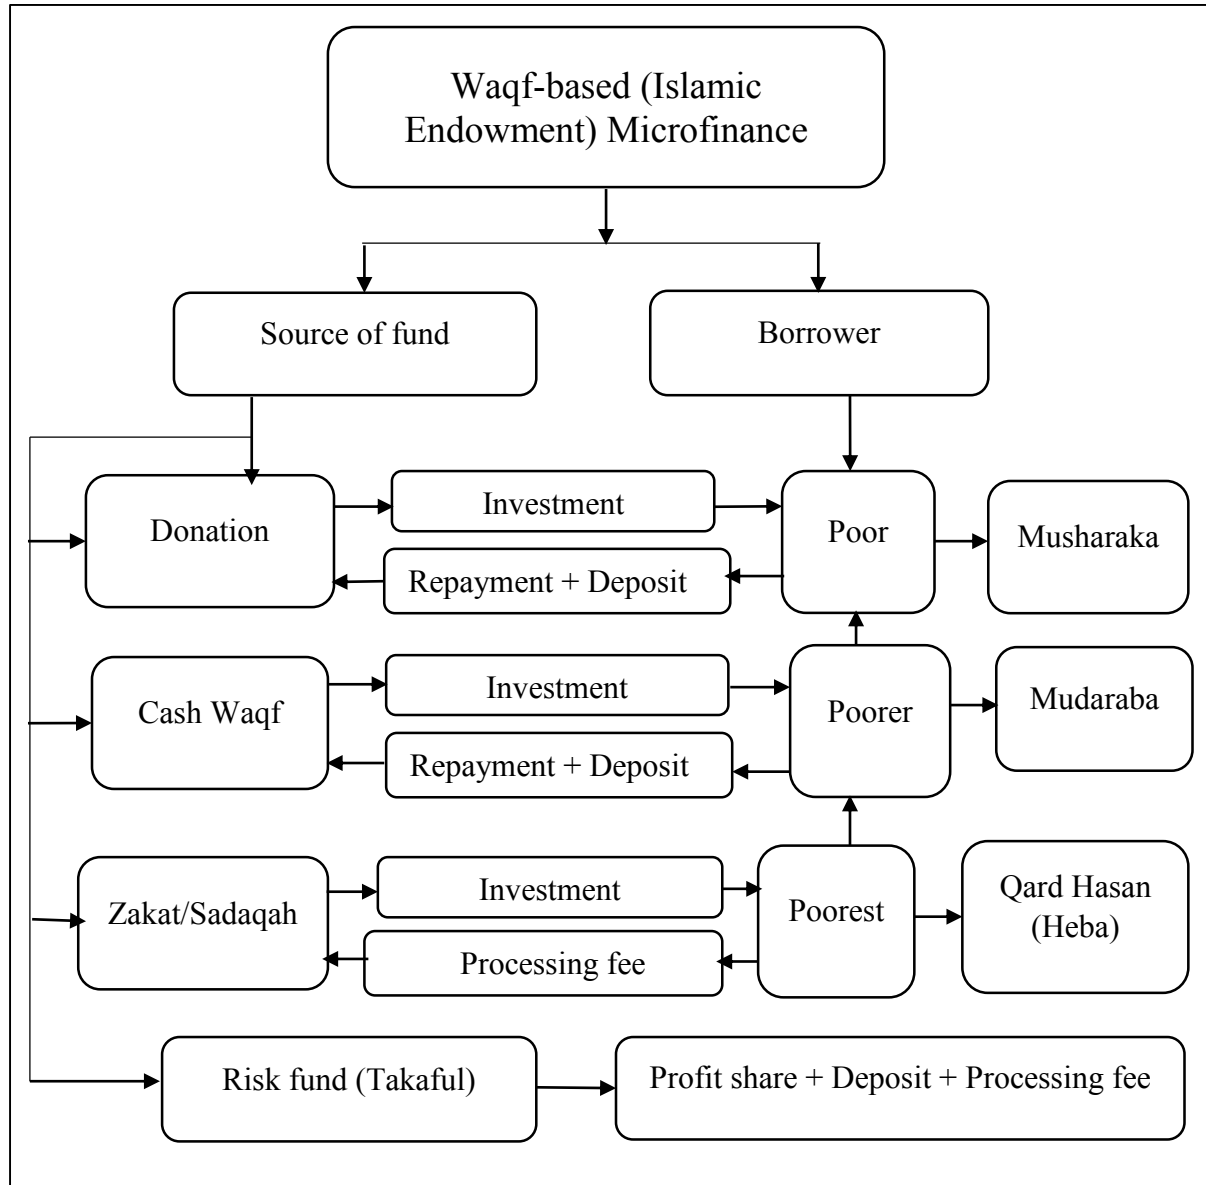 Waqf-based (Islamic
Endowment) Microfinance
Source of fund
Borrower
Donation
Investment
Repayment + Deposit
Poor
Musharaka
Cash Waqf
Investment
Repayment + Deposit
Poorer
Mudaraba
Zakat/Sadaqah
Investment
Processing fee
Poorest
Qard Hasan
(Heba)
Risk fund (Takaful)
Profit share + Deposit + Processing fee